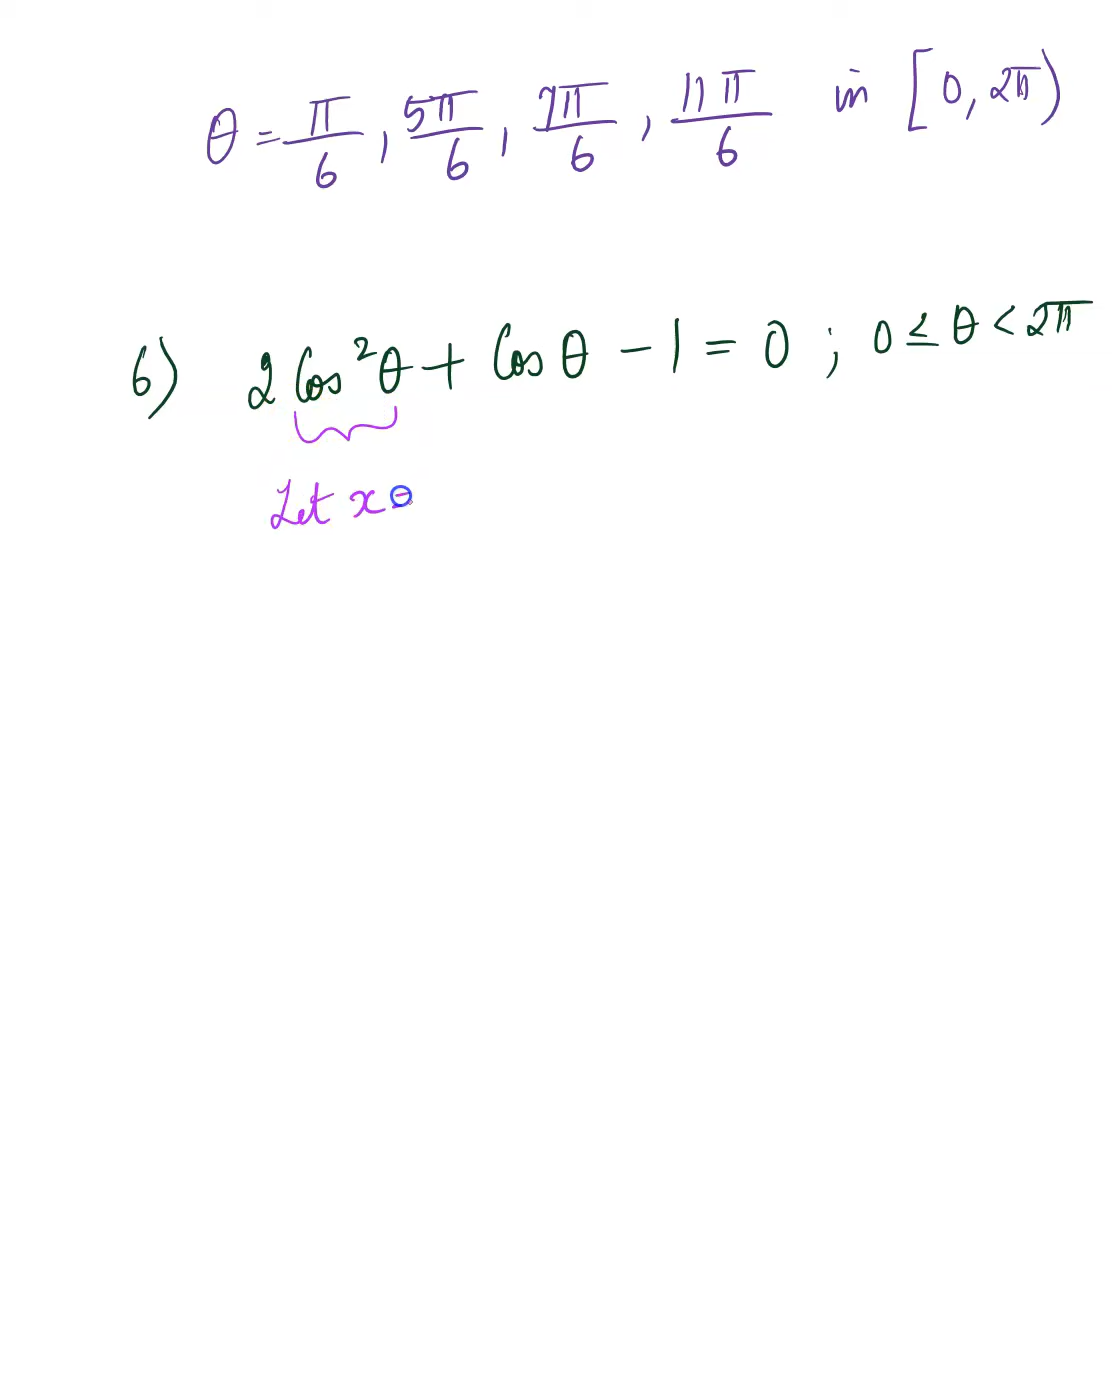 θ = π/6, 5π/6, 7π/6, 11π/6 in [0, 2π)
6) 2 Cos²θ + Cos θ - 1 = 0 ; 0 ≤ θ < 2π
Let x =